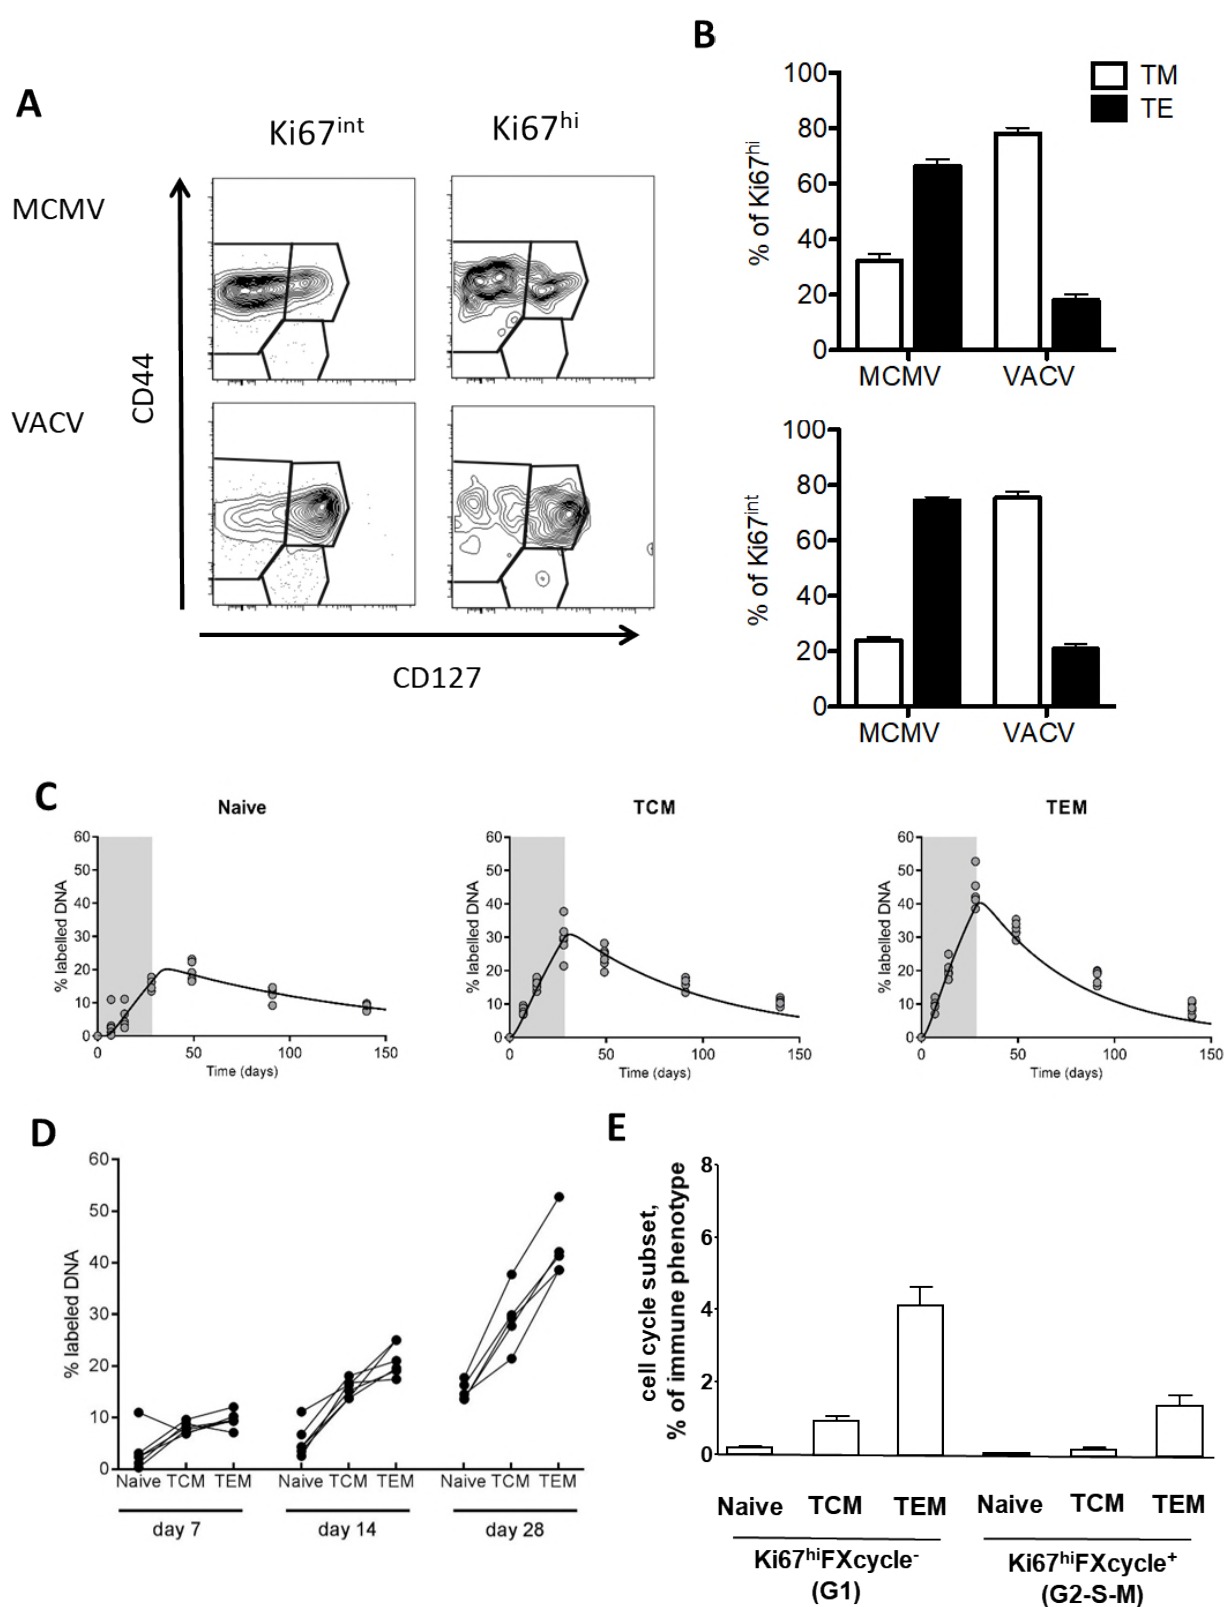 A
Ki67int
Ki67hi
MCMV
VACV
CD44
CD127
B
TM
TE
% of Ki67hi
100
80
60
40
20
0
MCMV
VACV
% of Ki67int
100
80
60
40
20
0
MCMV
VACV
C
Naive
% labelled DNA
60
50
40
30
20
10
0
0
50
100
150
Time (days)
TCM
% labelled DNA
60
50
40
30
20
10
0
0
50
100
150
Time (days)
TEM
% labelled DNA
60
50
40
30
20
10
0
0
50
100
150
Time (days)
D
% labeled DNA
60
50
40
30
20
10
0
Naive TCM TEM
Naive TCM TEM
Naive TCM TEM
day 7
day 14
day 28
E
cell cycle subset,
% of immune phenotype
8
6
4
2
0
Naive TCM TEM
Naive TCM TEM
Ki67hiFXcycle-
(G1)
Ki67hiFXcycle+
(G2-S-M)